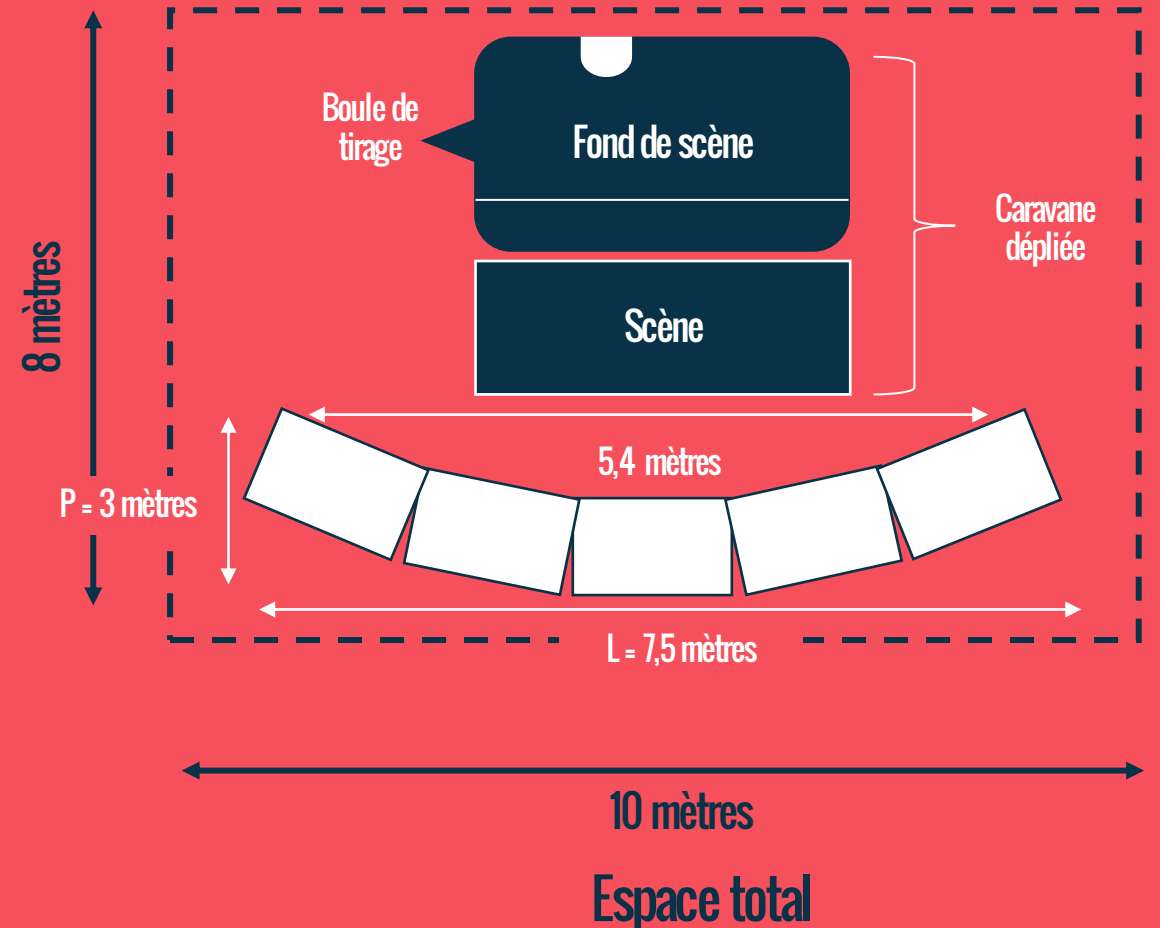 Boule de
tirage
Fond de scène
Caravane
dépliée
8 mètres
Scène
5,4 mètres
P = 3 mètres
L = 7,5 mètres
10 mètres
Espace total